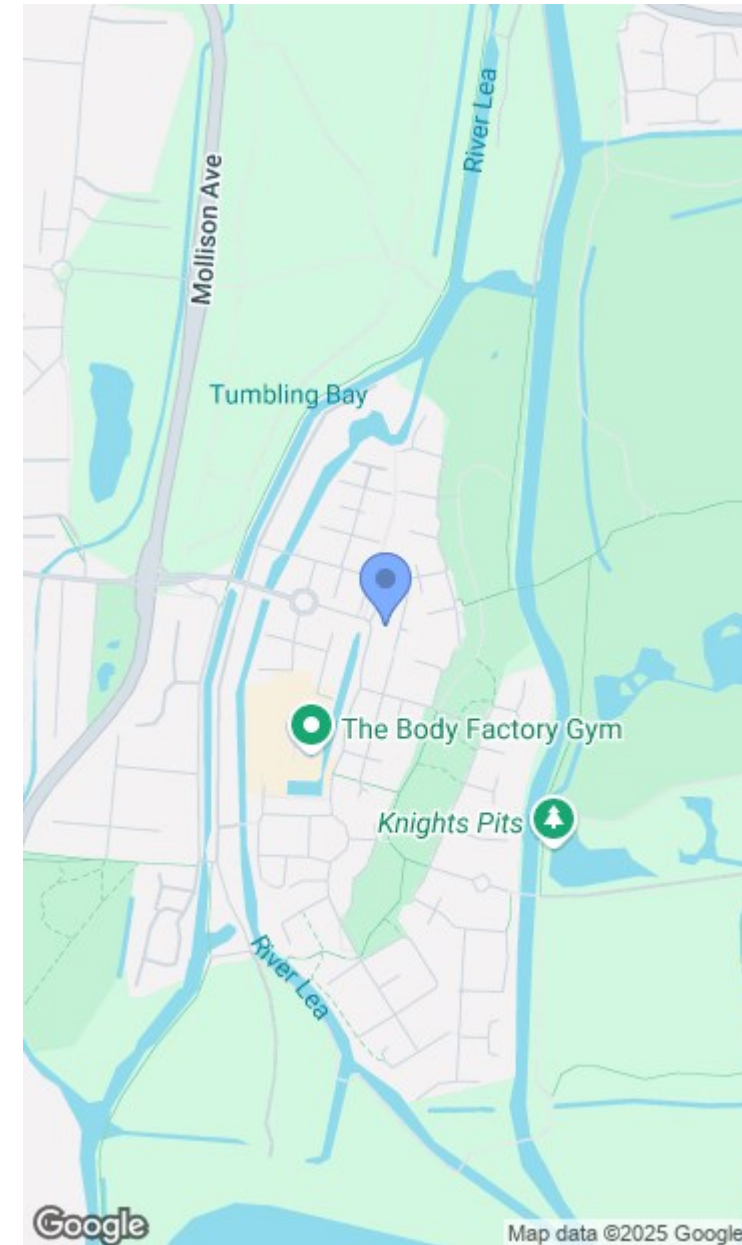 River Lea
Mollison Ave
Tumbling Bay
The Body Factory Gym
Knights Pits
River Lea
Google
Map data ©2025 Google